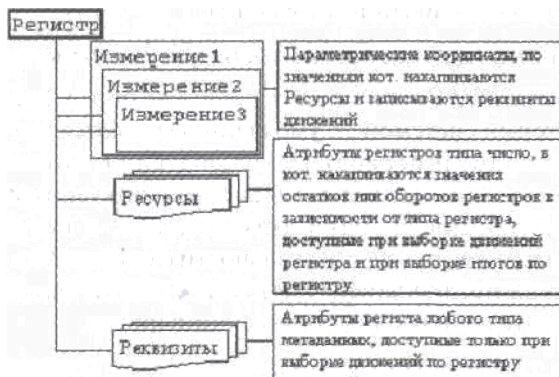 Регистр
Измерение1
Измерение2
Измерение3
Параметрические координаты, по
значениям кот. накапливаются
Ресурсы и записываются реквизиты
движений
Ресурсы
Атрибуты регистров типа число, в
кот. накапливаются значения
остатков или оборотов регистров в
зависимости от типа регистра,
доступные при выборке движений
регистра и при выборке итогов по
регистру
Реквизиты
Атрибуты региста любого типа
метаданных, доступные только при
выборке движений по регистру